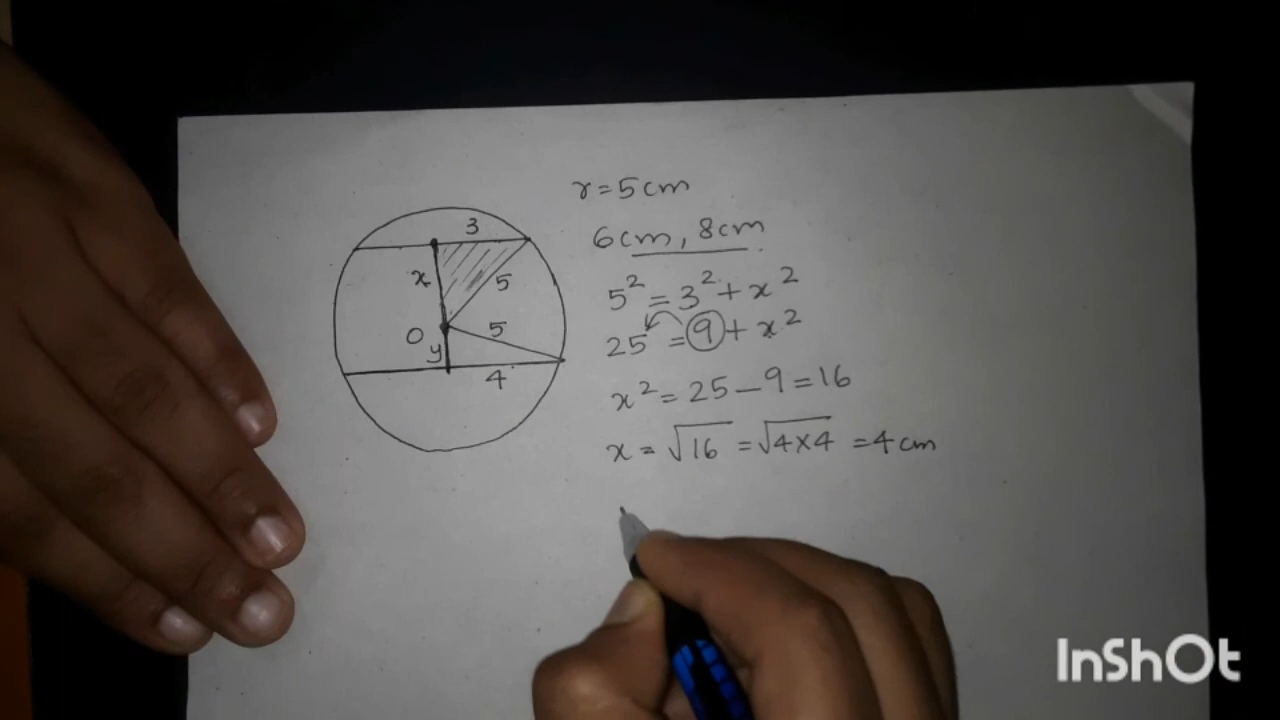 r = 5cm
6cm, 8cm
5² = 3² + x²
25 = 9 + x²
x² = 25 – 9 = 16
x = √16 = √4×4 = 4cm
3
x
5
O
5
y
4
InShOt